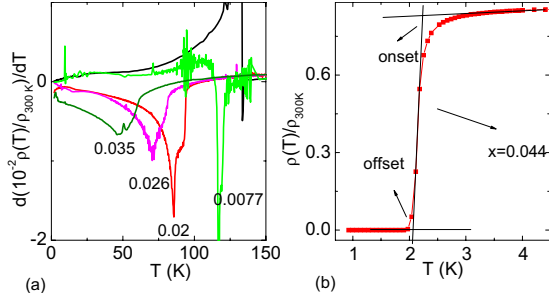 d(10⁻²ρ(T)/ρ₃₀₀ K)/dT
0
-2
0
50
100
150
T (K)
(a)
0.035
0.026
0.02
0.0077
ρ(T)/ρ300K
0.6
0.3
0.0
1
2
3
4
T (K)
(b)
onset
offset
x=0.044